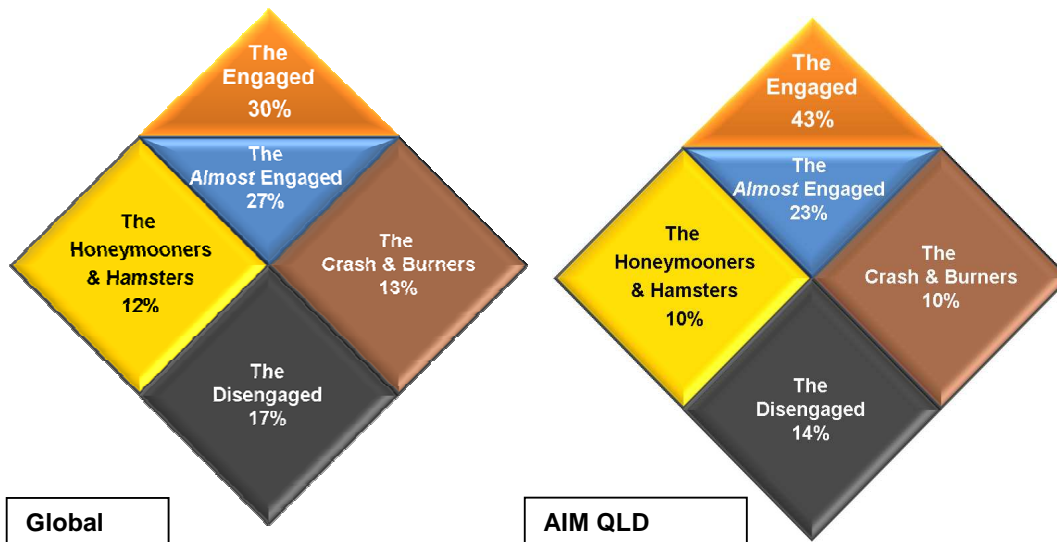 The
Engaged
30%
The
Almost Engaged
27%
The
Honeymooners
& Hamsters
12%
The
Crash & Burners
13%
The
Disengaged
17%
Global
The
Engaged
43%
The
Almost Engaged
23%
The
Honeymooners
& Hamsters
10%
The
Crash & Burners
10%
The
Disengaged
14%
AIM QLD